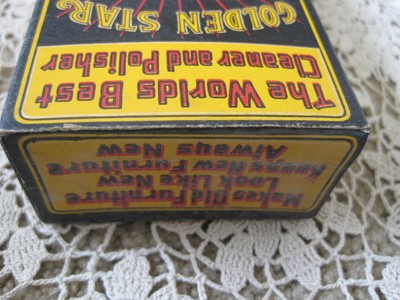 GOLDEN STAR
The Worlds Best
Cleaner and Polisher
Makes Old Furniture
Look Like New
Keeps New Furniture
Always New